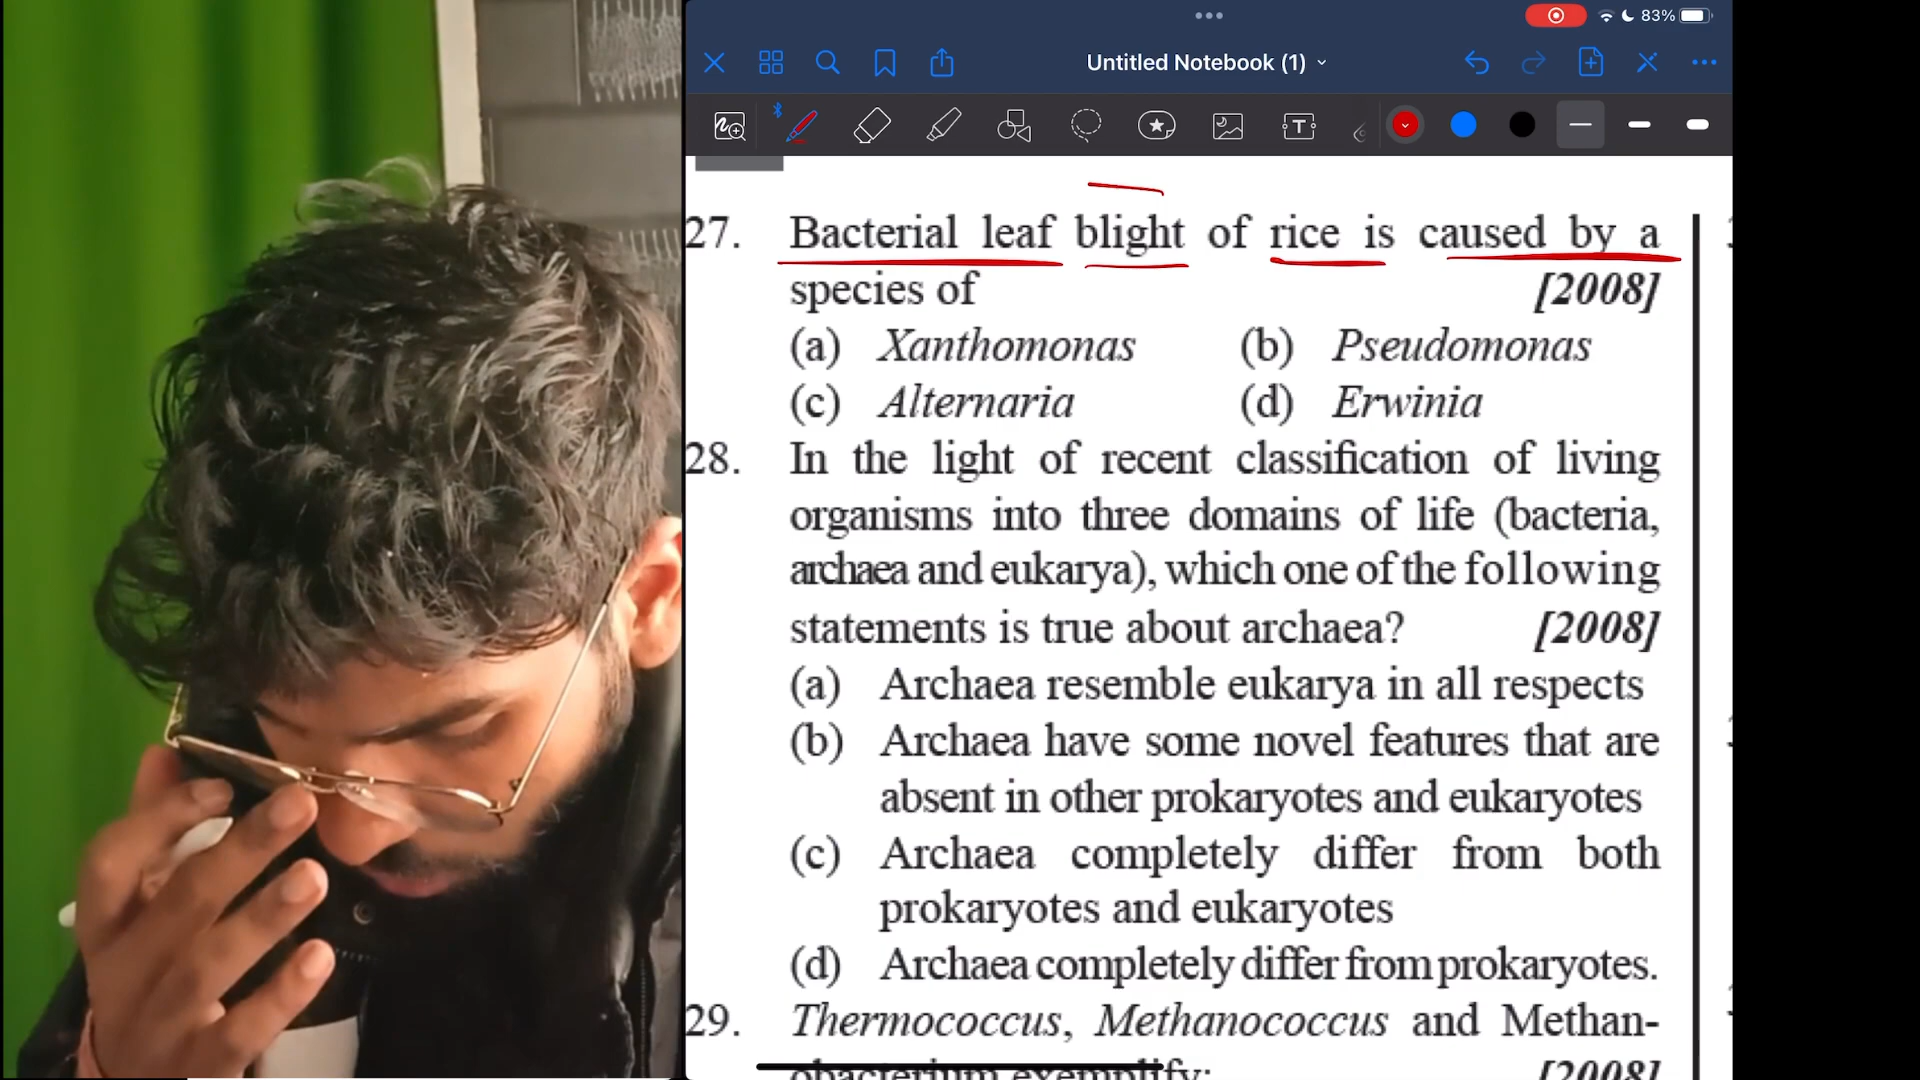 83%
Untitled Notebook (1)
27. Bacterial leaf blight of rice is caused by a
species of [2008]
(a) Xanthomonas (b) Pseudomonas
(c) Alternaria (d) Erwinia
28. In the light of recent classification of living
organisms into three domains of life (bacteria,
archaea and eukarya), which one of the following
statements is true about archaea? [2008]
(a) Archaea resemble eukarya in all respects
(b) Archaea have some novel features that are
absent in other prokaryotes and eukaryotes
(c) Archaea completely differ from both
prokaryotes and eukaryotes
(d) Archaea completely differ from prokaryotes.
29. Thermococcus, Methanococcus and Methan-
obacterium exemplify: [2008]